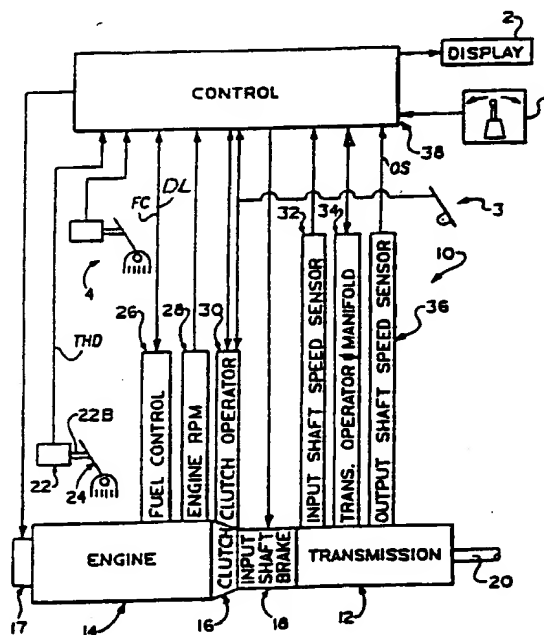 2
DISPLAY
CONTROL
38
OS
FC
DL
3
32
34
10
4
26
28
30
36
THD
22B
22
24
FUEL CONTROL
ENGINE RPM
CLUTCH OPERATOR
INPUT SHAFT SPEED SENSOR
TRANS. OPERATOR MANIFOLD
OUTPUT SHAFT SPEED SENSOR
ENGINE
CLUTCH
INPUT
SHAFT
BRAKE
TRANSMISSION
20
17
14
16
18
12